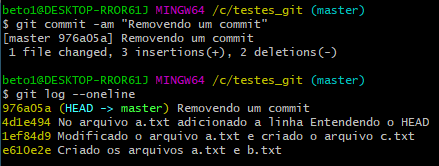 beto1@DESKTOP-RROR61J MINGW64 /c/testes_git (master)
$ git commit -am "Removendo um commit"
[master 976a05a] Removendo um commit
1 file changed, 3 insertions(+), 2 deletions(-)
beto1@DESKTOP-RROR61J MINGW64 /c/testes_git (master)
$ git log --oneline
976a05a (HEAD -> master) Removendo um commit
4d1e494 No arquivo a.txt adicionado a linha Entendendo o HEAD
1ef84d9 Modificado o arquivo a.txt e criado o arquivo c.txt
e610e2e Criado os arquivos a.txt e b.txt